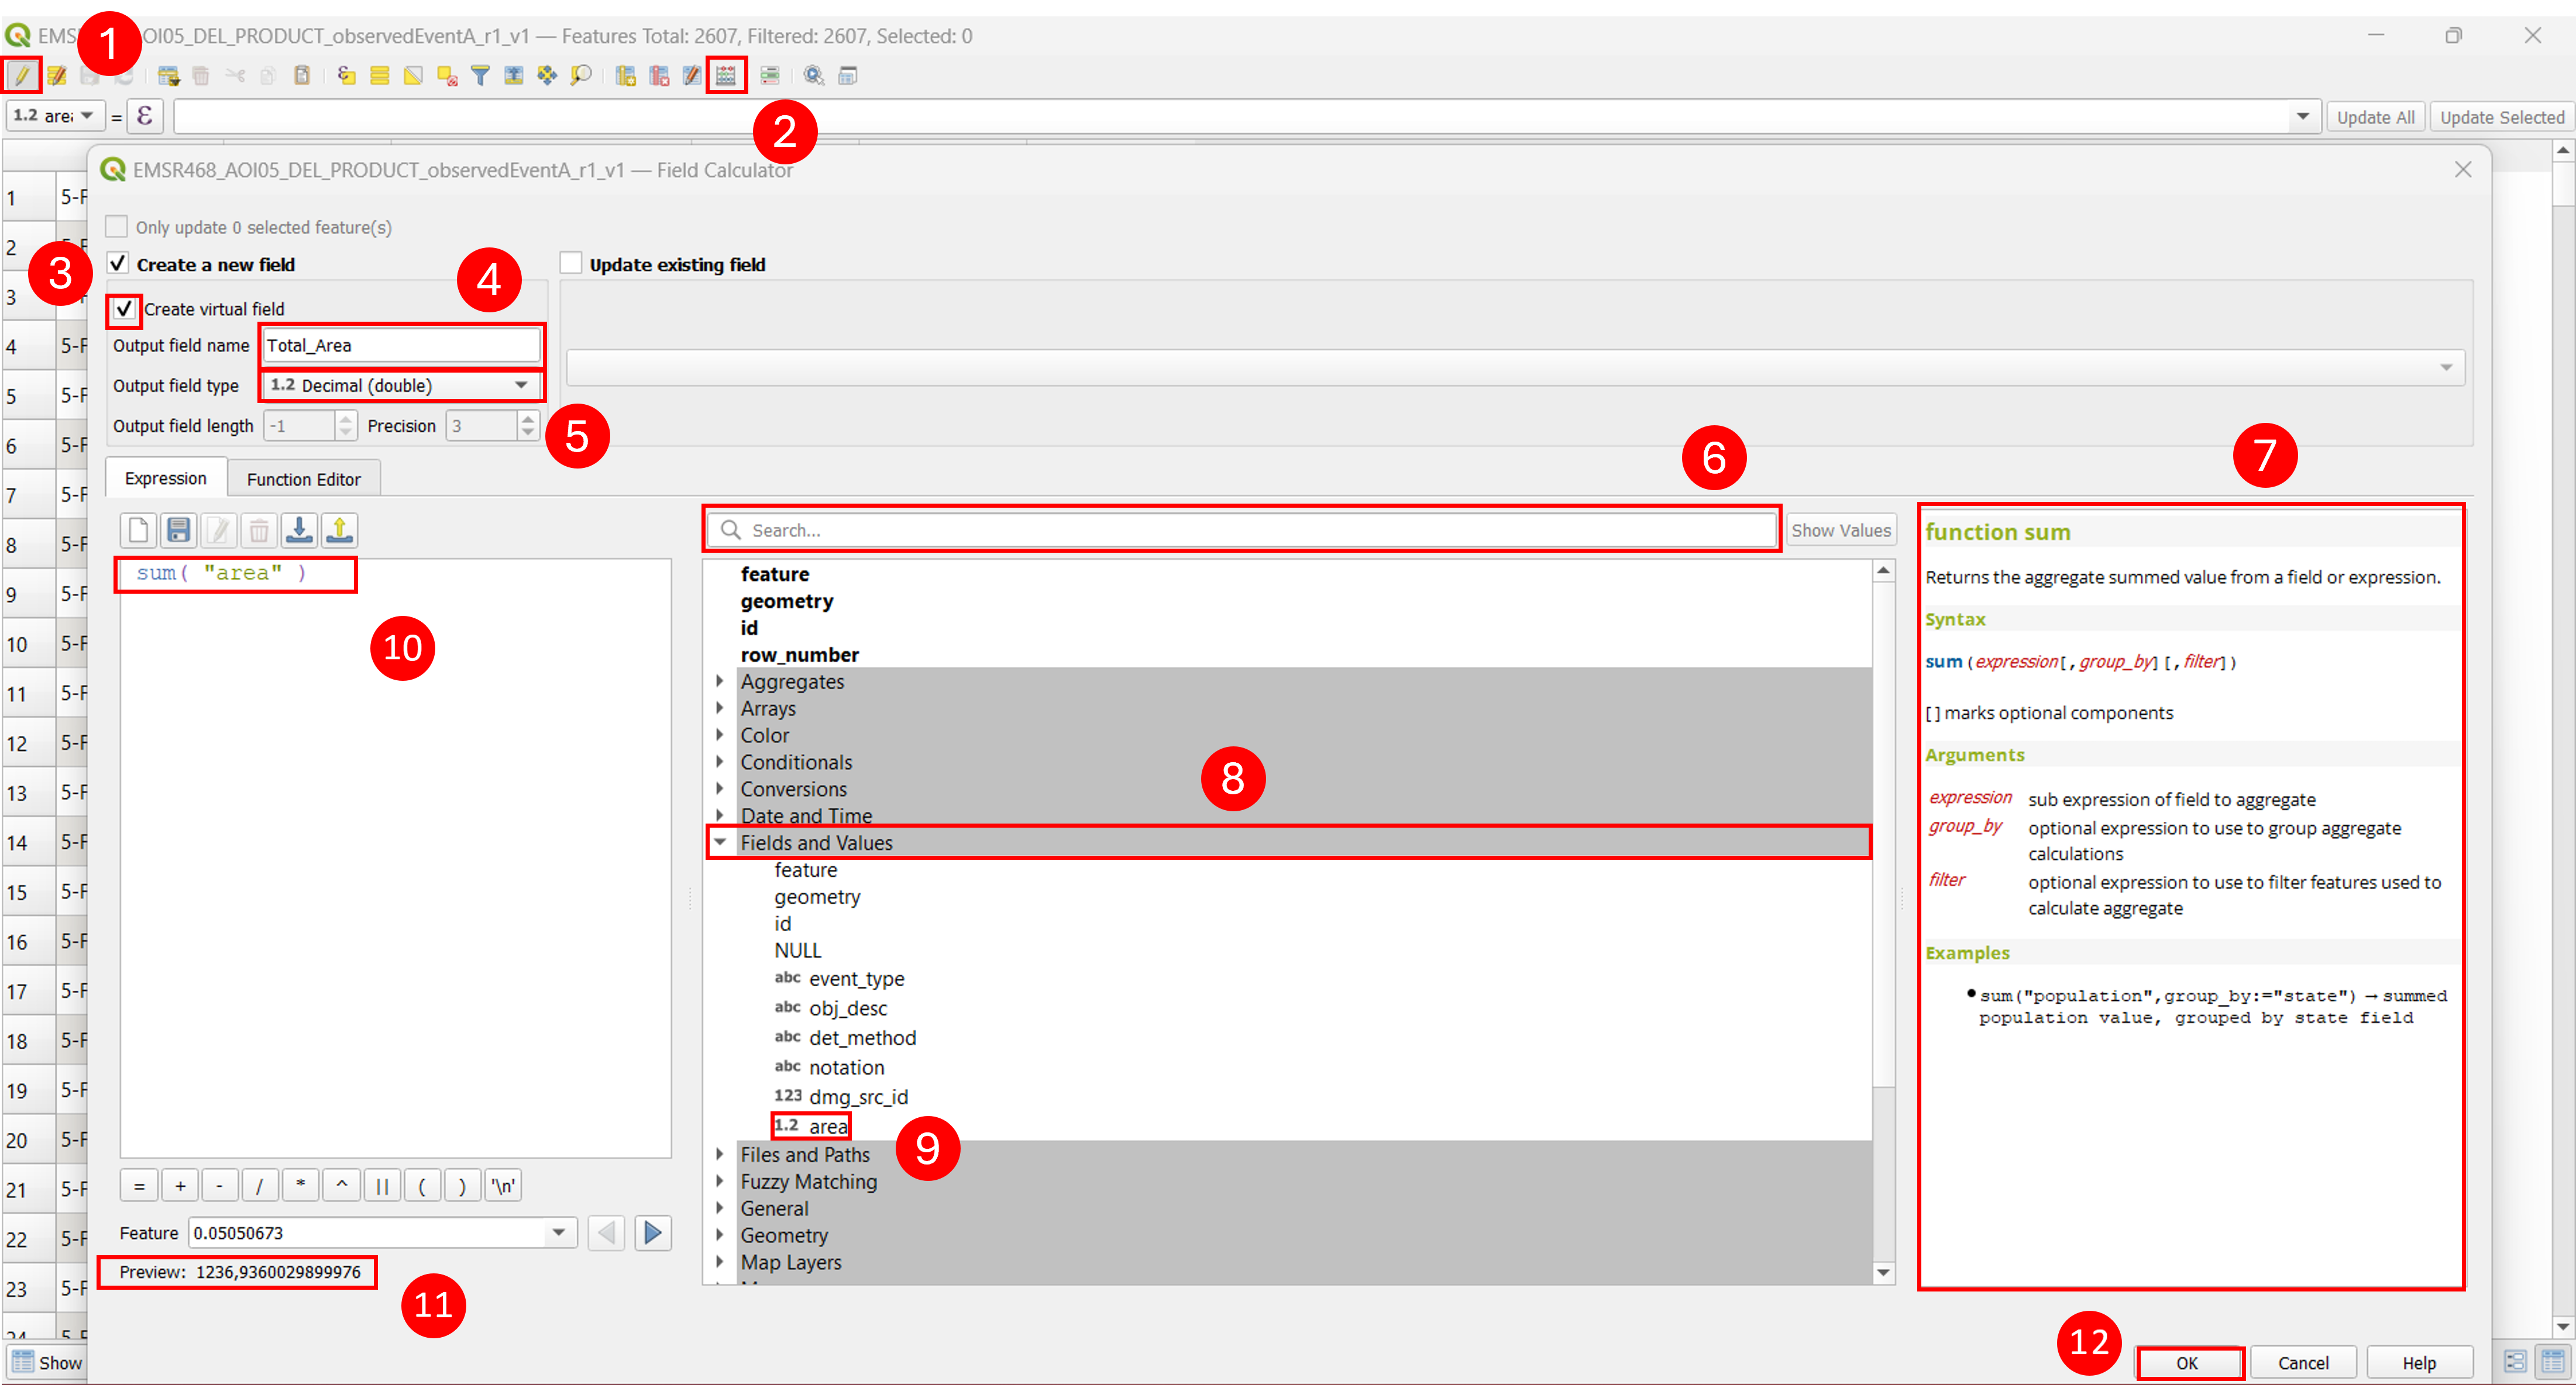 EMS AOI05_DEL_PRODUCT_observedEventA_r1_v1 — Features Total: 2607, Filtered: 2607, Selected: 0
1
2
1.2 area = ε Update All Update Selected
EMSR468_AOI05_DEL_PRODUCT_observedEventA_r1_v1 — Field Calculator
Only update 0 selected feature(s)
3
4
Create a new field
Update existing field
Create virtual field
Output field name Total_Area
Output field type 1.2 Decimal (double)
Output field length -1 Precision 3
5
6
7
Expression Function Editor
Search... Show Values
sum( "area" )
10
feature
geometry
id
row_number
Aggregates
Arrays
Color
Conditionals
Conversions
Date and Time
8
Fields and Values
feature
geometry
id
NULL
abc event_type
abc obj_desc
abc det_method
abc notation
123 dmg_src_id
1.2 area
9
Files and Paths
Fuzzy Matching
General
Geometry
Map Layers
function sum
Returns the aggregate summed value from a field or expression.
Syntax
sum(expression[,group_by][,filter])
[ ] marks optional components
Arguments
expression sub expression of field to aggregate
group_by optional expression to use to group aggregate
calculations
filter optional expression to use to filter features used to
calculate aggregate
Examples
sum("population",group_by:="state") → summed
population value, grouped by state field
= + - / * ^ || ( ) '\n'
Feature 0.05050673
Preview: 1236,9360029899976
11
12
OK Cancel Help
1 5-F
2 5-F
3
4 5-F
5 5-F
6 5-F
7 5-F
8 5-F
9 5-F
10 5-F
11 5-F
12 5-F
13 5-F
14 5-F
15 5-F
16 5-F
17 5-F
18 5-F
19 5-F
20 5-F
21 5-F
22 5-F
23 5-F
24 5-F
Show